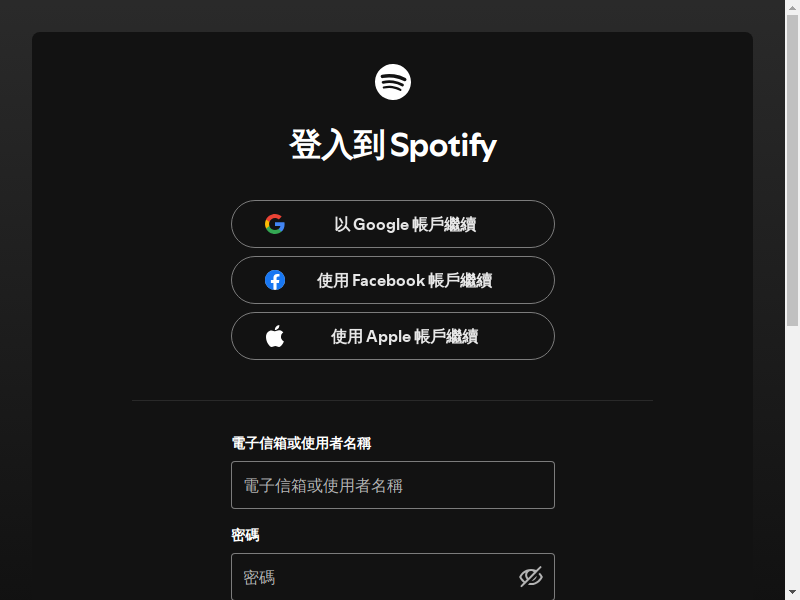 登入到 Spotify
以 Google 帳戶繼續
使用 Facebook 帳戶繼續
使用 Apple 帳戶繼續
電子信箱或使用者名稱
電子信箱或使用者名稱
密碼
密碼